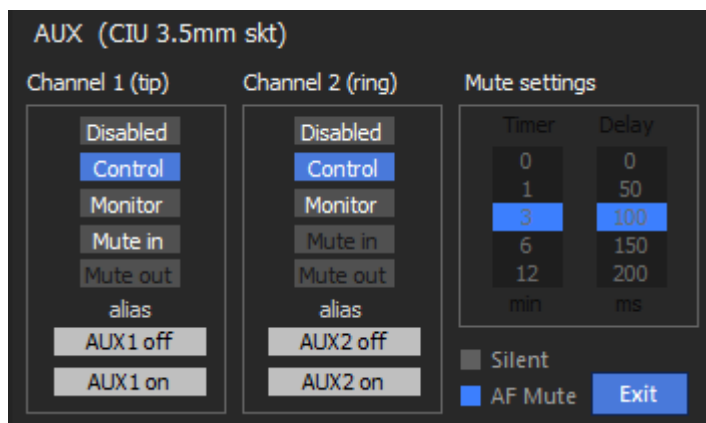 AUX (CIU 3.5mm skt)
Channel 1 (tip)
Disabled
Control
Monitor
Mute in
Mute out
alias
AUX1 off
AUX1 on
Channel 2 (ring)
Disabled
Control
Monitor
Mute in
Mute out
alias
AUX2 off
AUX2 on
Mute settings
Timer Delay
0 0
1 50
3 100
6 150
12 200
min ms
Silent
AF Mute
Exit